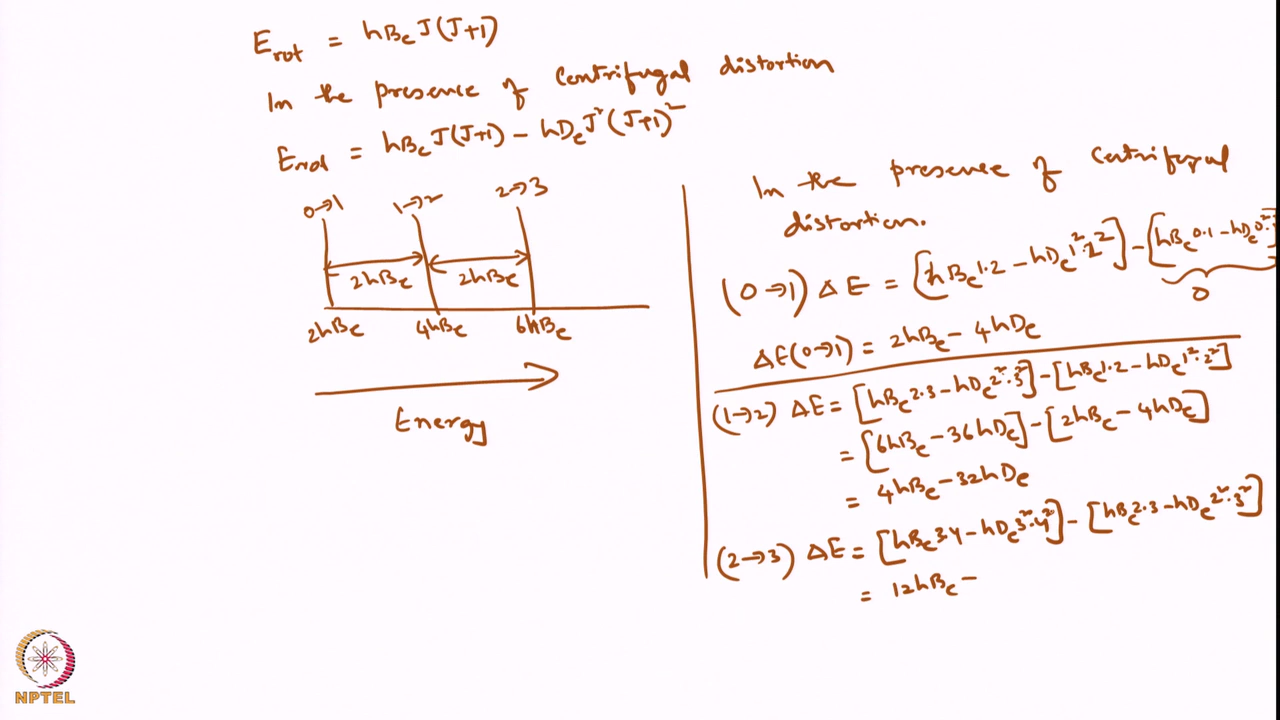 E_rot = hB_e J(J+1)
In the presence of Centrifugal distortion
E_rot = hB_e J(J+1) - hD_e J²(J+1)²
0→1 1→2 2→3
2hB_e 2hB_e
2hB_e 4hB_e 6hB_e
Energy
In the presence of Centrifugal
distortion.
(0→1) ΔE = [hB_e 1·2 - hD_e 1²·2²] - [hB_e 0·1 - hD_e 0²·
0
ΔE(0→1) = 2hB_e - 4hD_e
(1→2) ΔE = [hB_e 2·3 - hD_e 2²·3²] - [hB_e 1·2 - hD_e 1²·2²]
= [6hB_e - 36hD_e] - [2hB_e - 4hD_e]
= 4hB_e - 32hD_e
(2→3) ΔE = [hB_e 3·4 - hD_e 3²·4²] - [hB_e 2·3 - hD_e 2²·3²]
= 12hB_e -
NPTEL